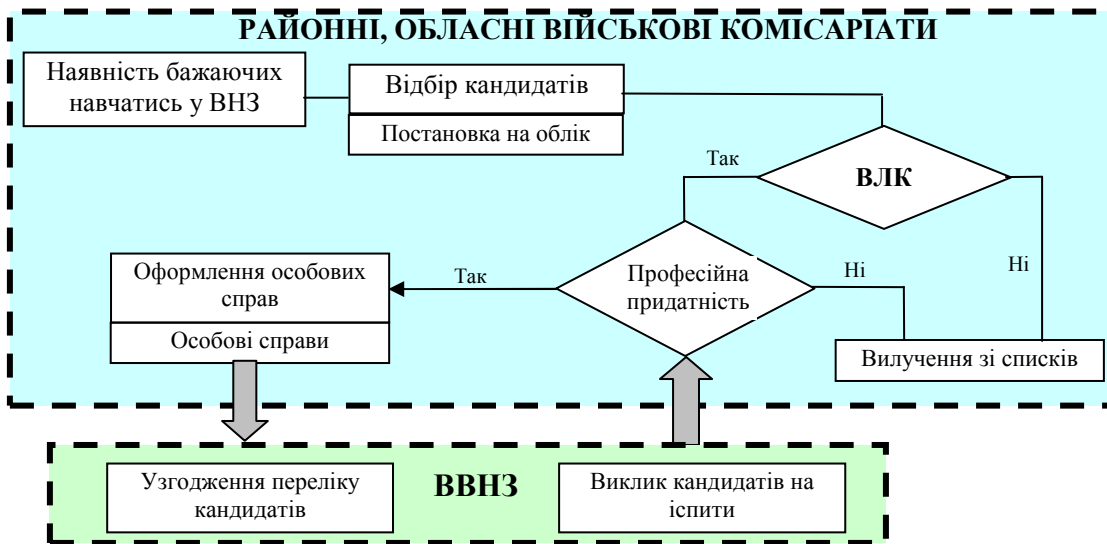 РАЙОННІ, ОБЛАСНІ ВІЙСЬКОВІ КОМІСАРІАТИ
Наявність бажаючих
навчатись у ВНЗ
Відбір кандидатів
Постановка на облік
Так
ВЛК
Ні
Оформлення особових
справ
Особові справи
Так
Професійна
придатність
Ні
Вилучення зі списків
Узгодження переліку
кандидатів
ВВНЗ
Виклик кандидатів на
іспити